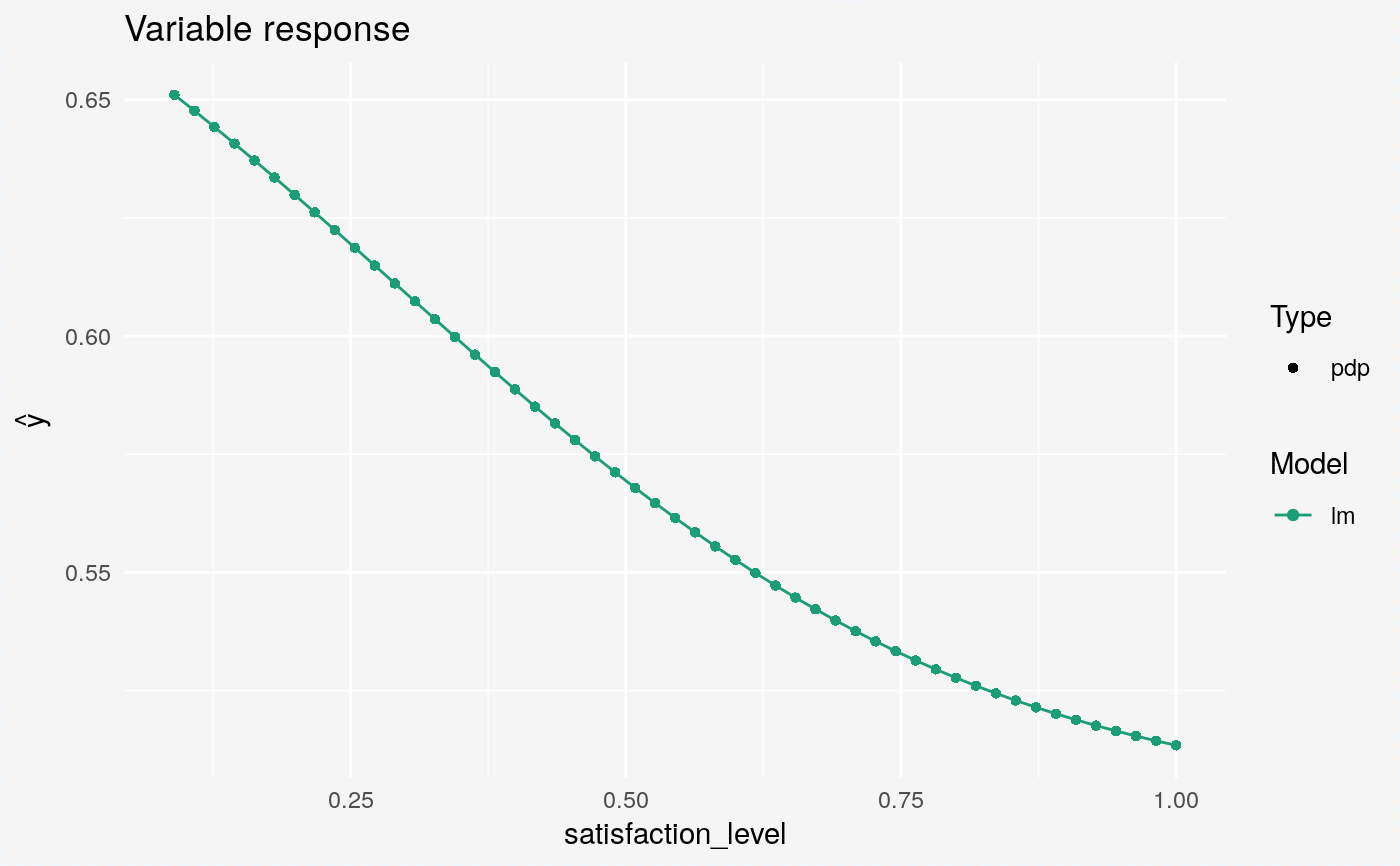 Variable response
0.65
0.60
0.55
ŷ
0.25 0.50 0.75 1.00
satisfaction_level
Type
pdp
Model
lm